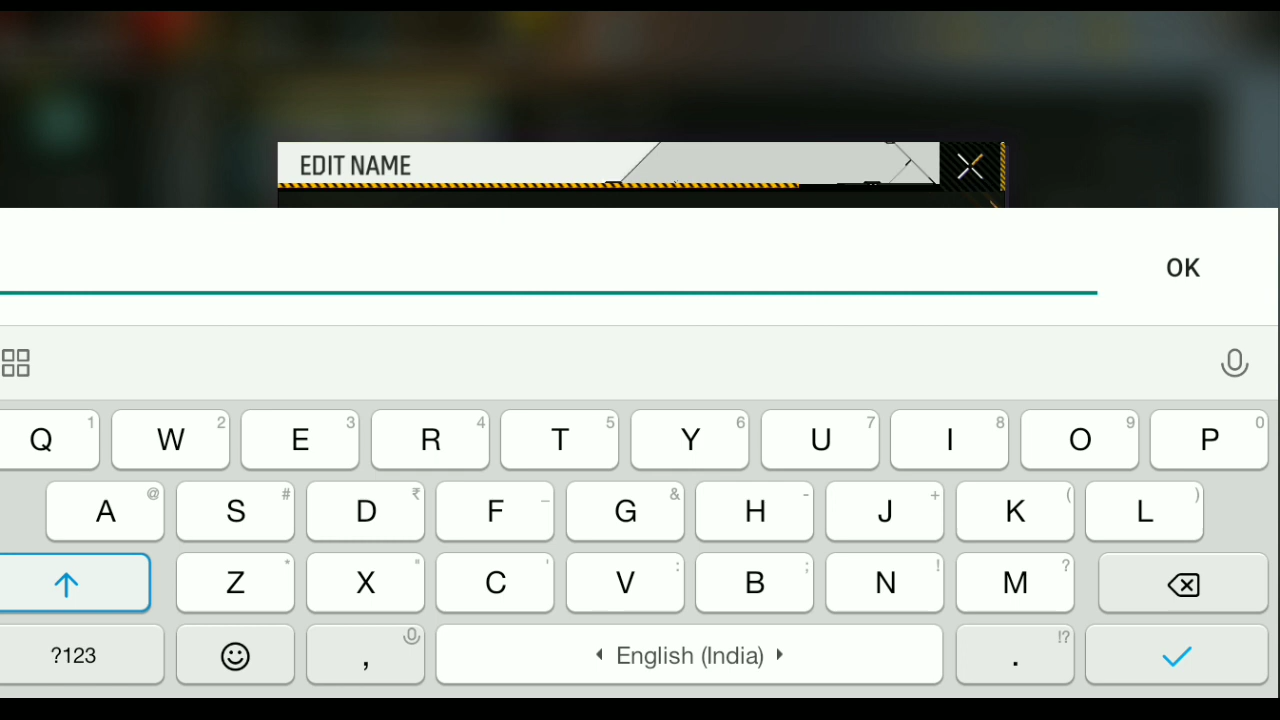 EDIT NAME
OK
Q 1 W 2 E 3 R 4 T 5 Y 6 U 7 I 8 O 9 P 0
A @ S # D ₹ F _ G & H - J + K ( L )
Z * X " C ' V : B ; N ! M ?
?123 , English (India) . !?